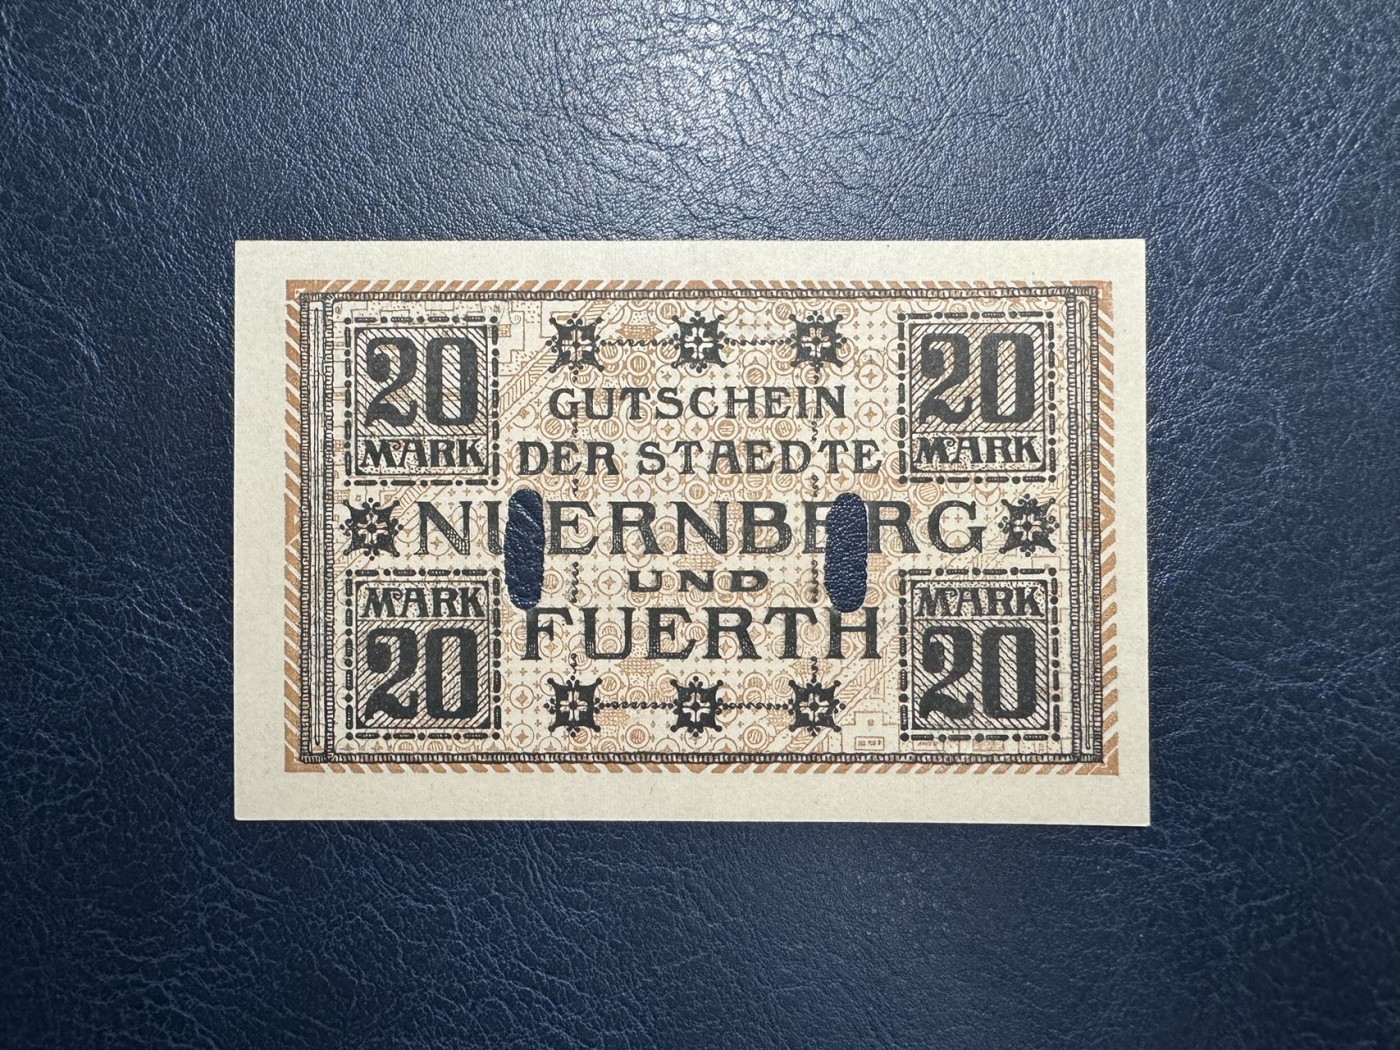 20
MARK
20
MARK
GUTSCHEIN
DER STAEDTE
NUERNBERG
UND
FUERTH
MARK
20
MARK
20